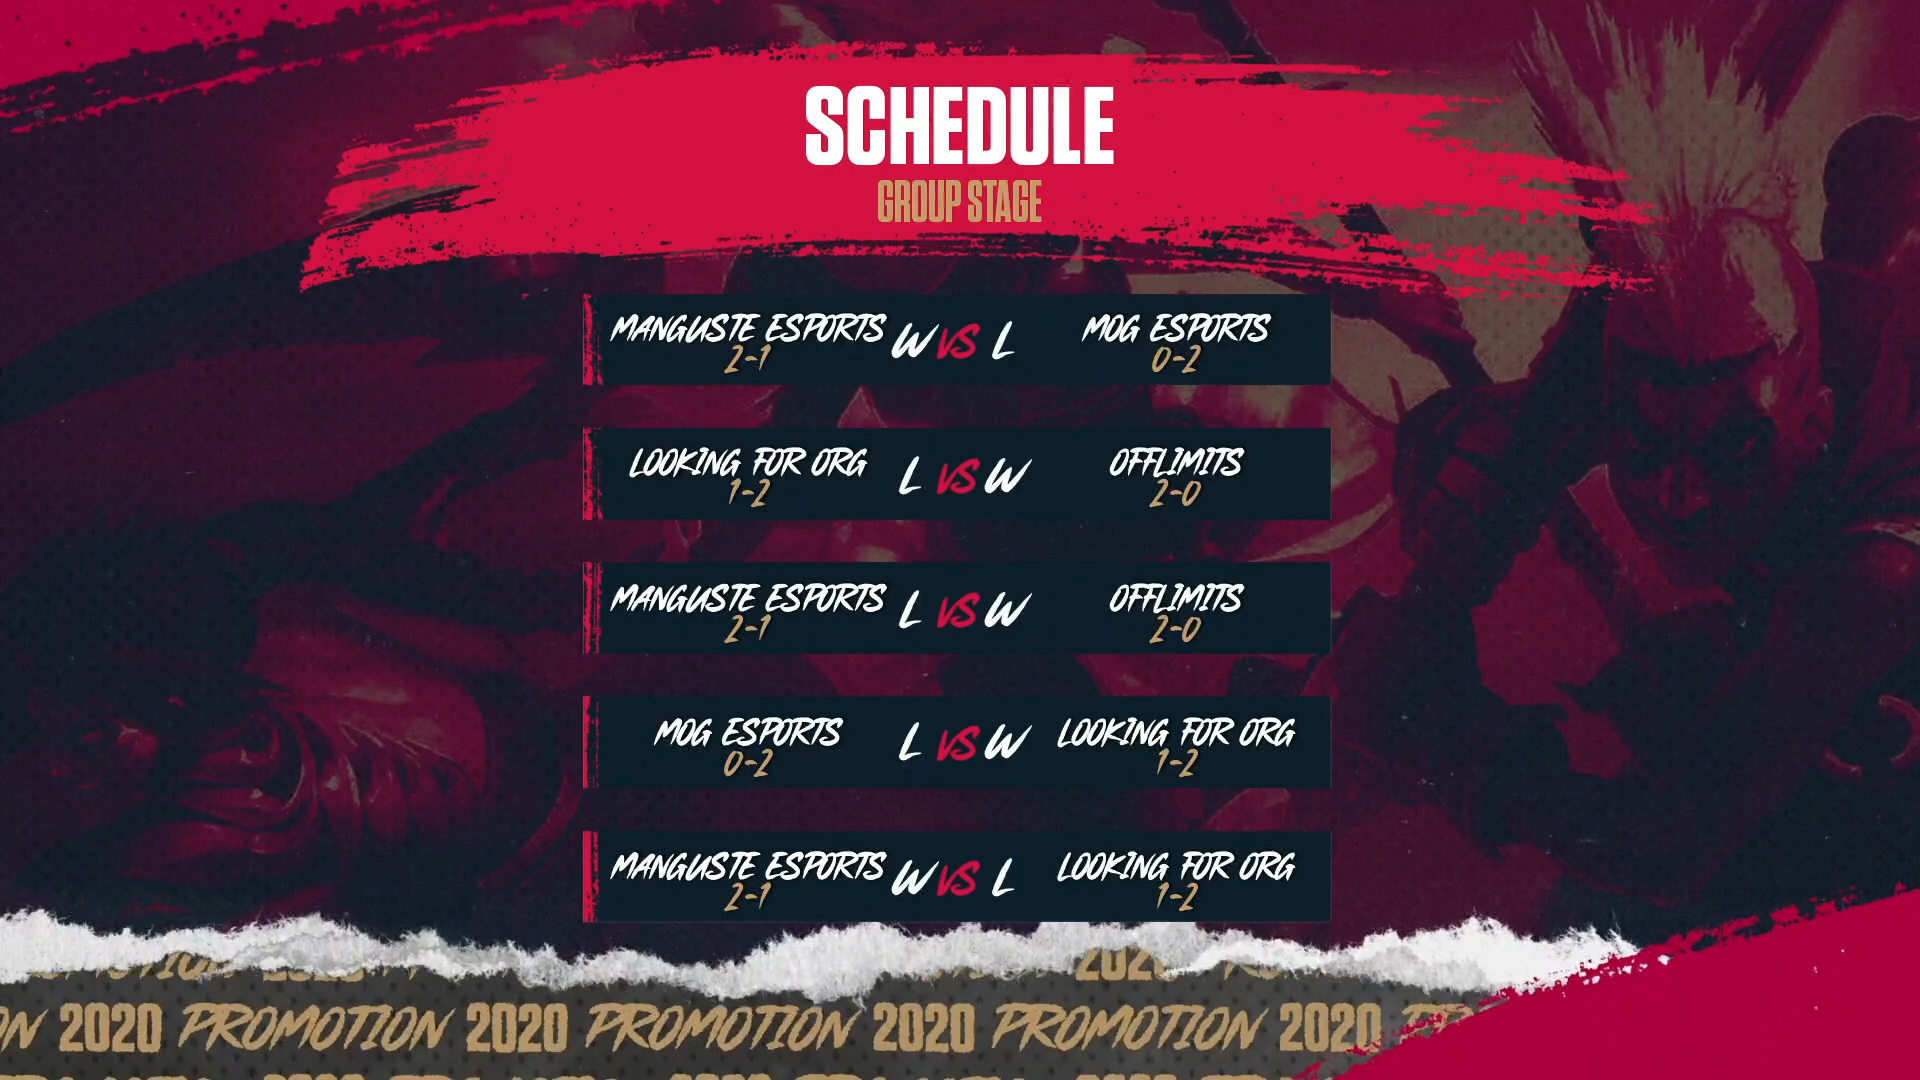 SCHEDULE
GROUP STAGE
MANGUSTE ESPORTS W VS L MOG ESPORTS
2-1 0-2
LOOKING FOR ORG L VS W OFFLIMITS
1-2 2-0
MANGUSTE ESPORTS L VS W OFFLIMITS
2-1 2-0
MOG ESPORTS L VS W LOOKING FOR ORG
0-2 1-2
MANGUSTE ESPORTS W VS L LOOKING FOR ORG
2-1 1-2
2020 PROMOTION 2020 PROMOTION 2020 PROMOTION 2020